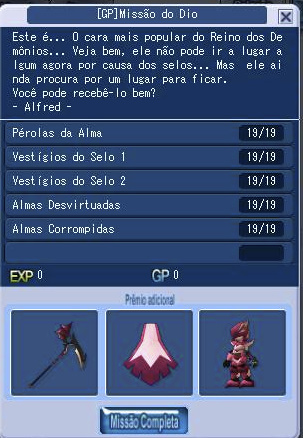 [GP]Missão do Dio
Este é... O cara mais popular do Reino dos De
mônios... Veja bem, ele não pode ir a lugar a
lgum agora por causa dos selos... Mas  ele ai
nda procura por um lugar para ficar.
Você pode recebê-lo bem?
- Alfred -
Pérolas da Alma 19/19
Vestígios do Selo 1 19/19
Vestígios do Selo 2 19/19
Almas Desvirtuadas 19/19
Almas Corrompidas 19/19
EXP 0 GP 0
Prêmio adicional
Missão Completa